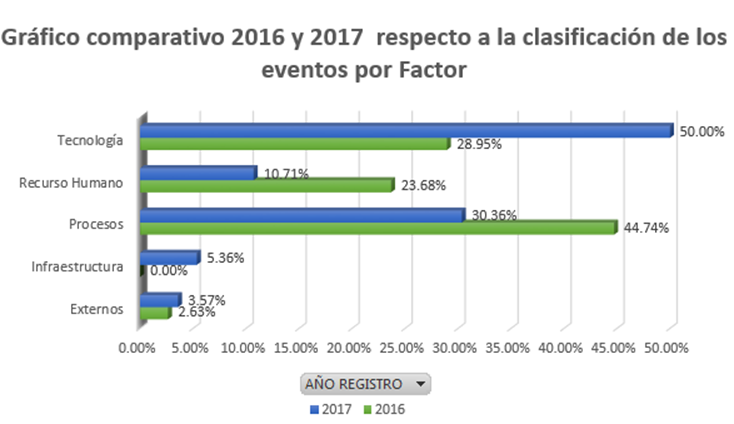 Gráfico comparativo 2016 y 2017 respecto a la clasificación de los
eventos por Factor
Tecnología
50.00%
28.95%
Recurso Humano
10.71%
23.68%
Procesos
30.36%
44.74%
Infraestructura
5.36%
0.00%
Externos
3.57%
2.63%
0.00% 5.00% 10.00% 15.00% 20.00% 25.00% 30.00% 35.00% 40.00% 45.00% 50.00%
AÑO REGISTRO
2017 2016